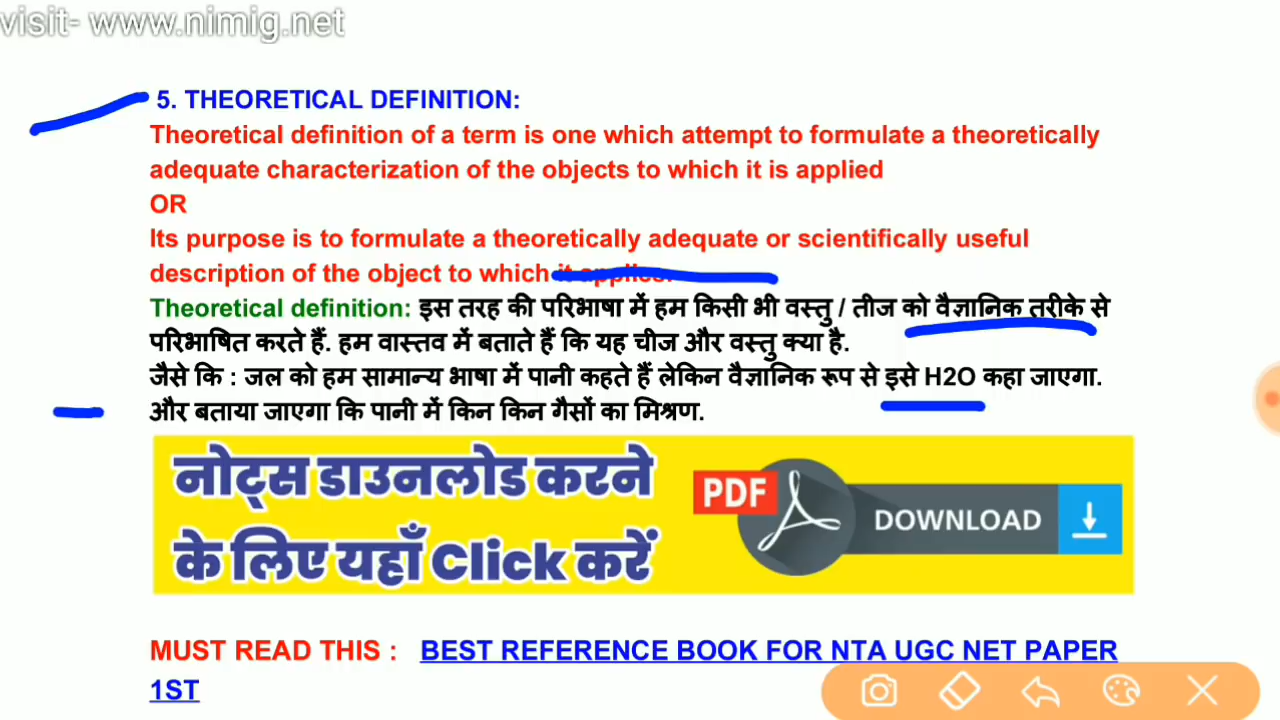 visit- www.nimig.net
5. THEORETICAL DEFINITION:
Theoretical definition of a term is one which attempt to formulate a theoretically
adequate characterization of the objects to which it is applied
OR
Its purpose is to formulate a theoretically adequate or scientifically useful
description of the object to which it applies.
Theoretical definition: इस तरह की परिभाषा में हम किसी भी वस्तु / तीज को वैज्ञानिक तरीके से
परिभाषित करते हैं. हम वास्तव में बताते हैं कि यह चीज और वस्तु क्या है.
जैसे कि : जल को हम सामान्य भाषा में पानी कहते हैं लेकिन वैज्ञानिक रूप से इसे H2O कहा जाएगा.
और बताया जाएगा कि पानी में किन किन गैसों का मिश्रण.
नोट्स डाउनलोड करने
के लिए यहाँ Click करें
PDF
DOWNLOAD
MUST READ THIS : BEST REFERENCE BOOK FOR NTA UGC NET PAPER
1ST